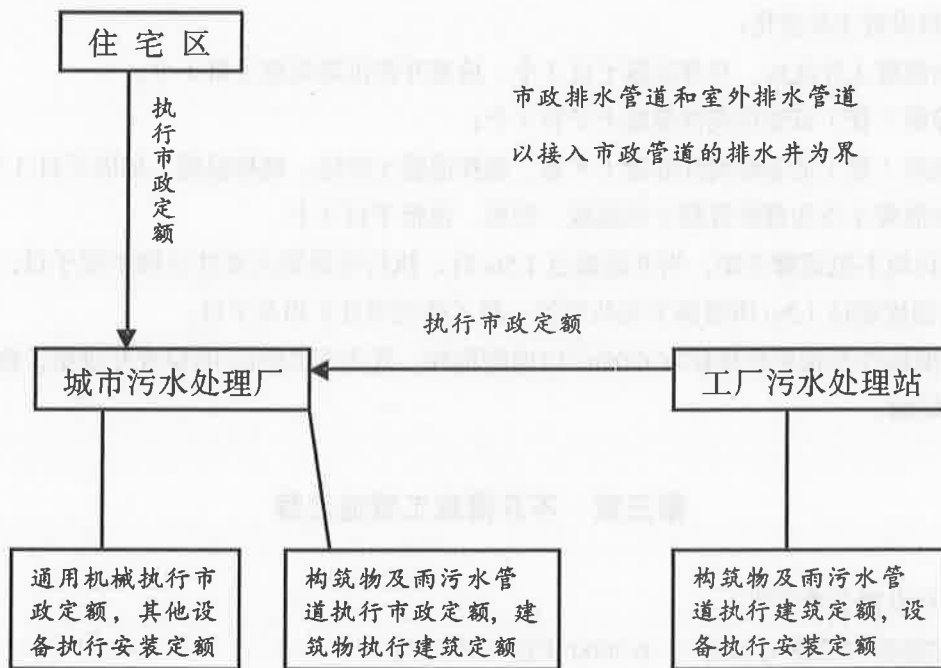 住宅区
执行市政定额
市政排水管道和室外排水管道
以接入市政管道的排水井为界
执行市政定额
城市污水处理厂
工厂污水处理站
通用机械执行市
政定额，其他设
备执行安装定额
构筑物及雨污水管
道执行市政定额，建
筑物执行建筑定额
构筑物及雨污水管
道执行建筑定额，设
备执行安装定额